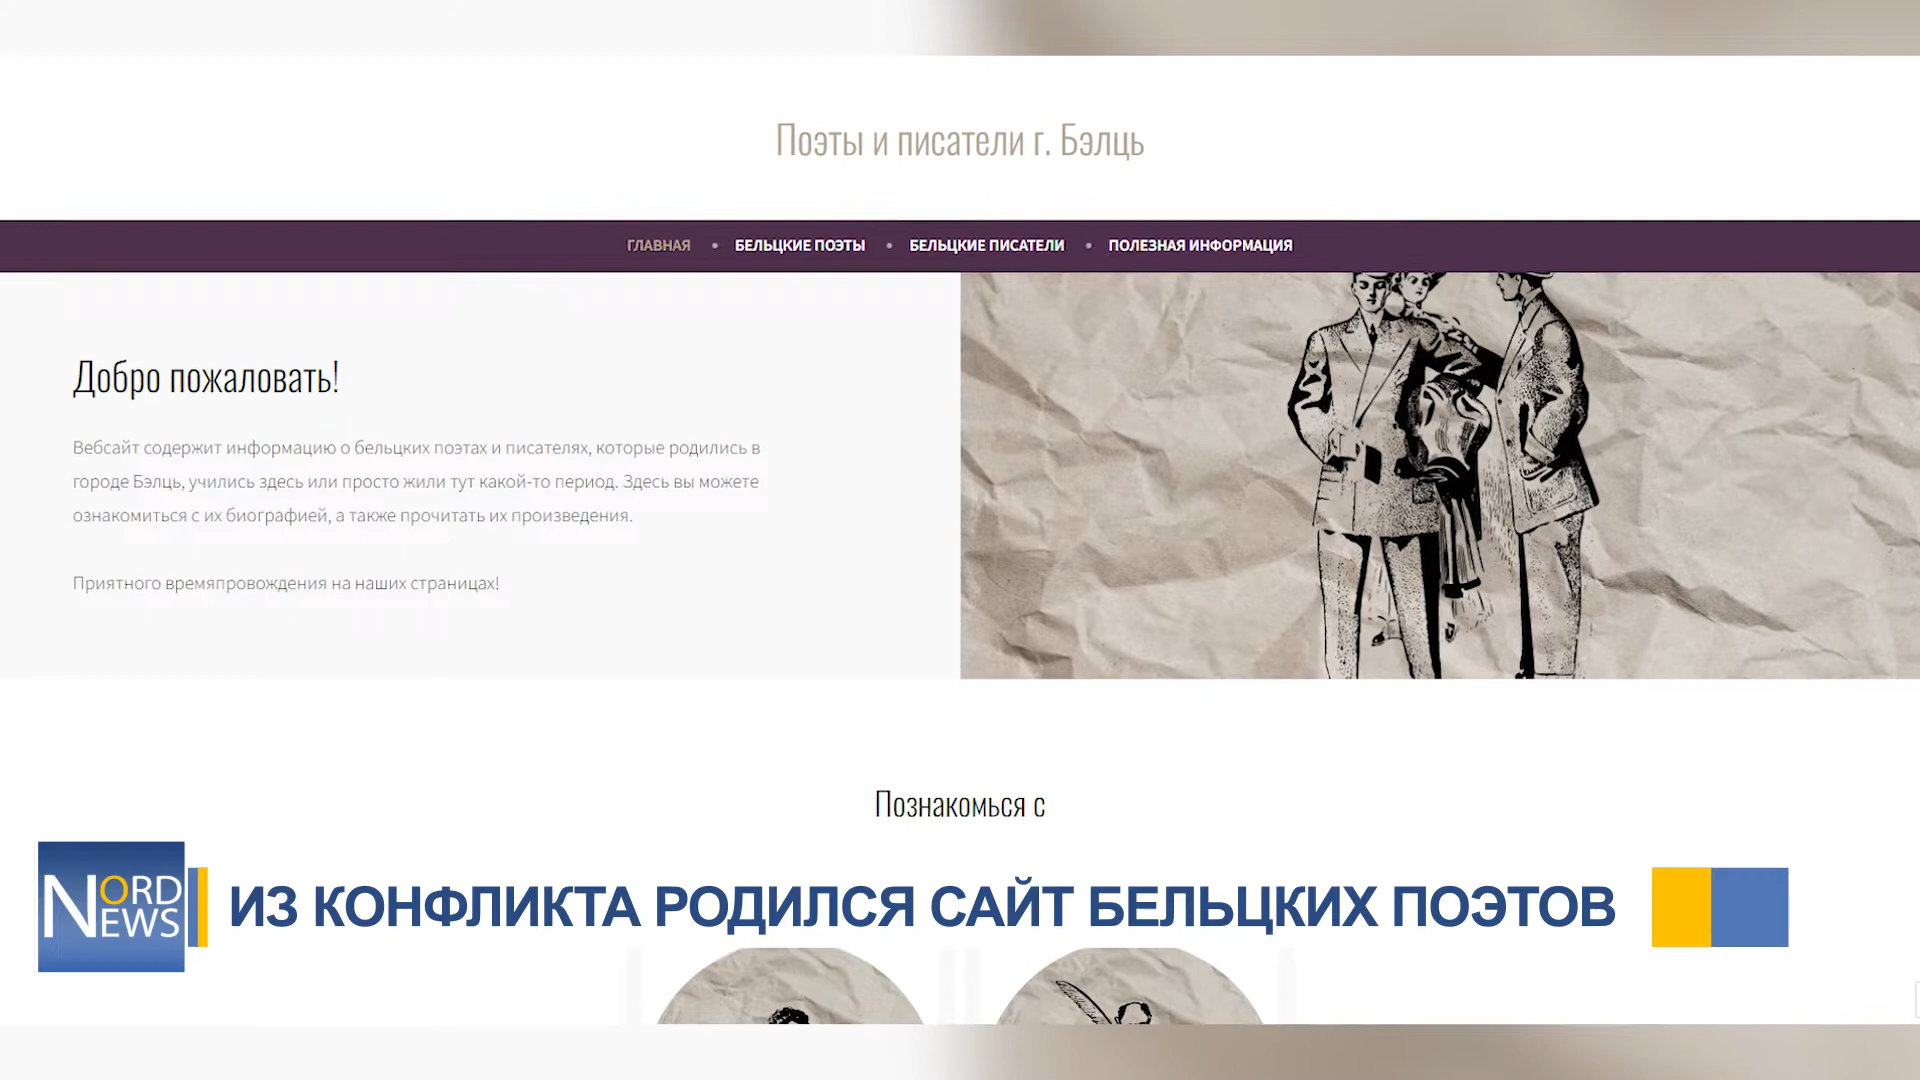 Поэты и писатели г. Бэлць
ГЛАВНАЯ • БЕЛЬЦКИЕ ПОЭТЫ • БЕЛЬЦКИЕ ПИСАТЕЛИ • ПОЛЕЗНАЯ ИНФОРМАЦИЯ
Добро пожаловать!
Вебсайт содержит информацию о бельцких поэтах и писателях, которые родились в
городе Бэлць, учились здесь или просто жили тут какой-то период. Здесь вы можете
ознакомиться с их биографией, а также прочитать их произведения.
Приятного времяпровождения на наших страницах!
Познакомься с
NORD
NEWS
ИЗ КОНФЛИКТА РОДИЛСЯ САЙТ БЕЛЬЦКИХ ПОЭТОВ